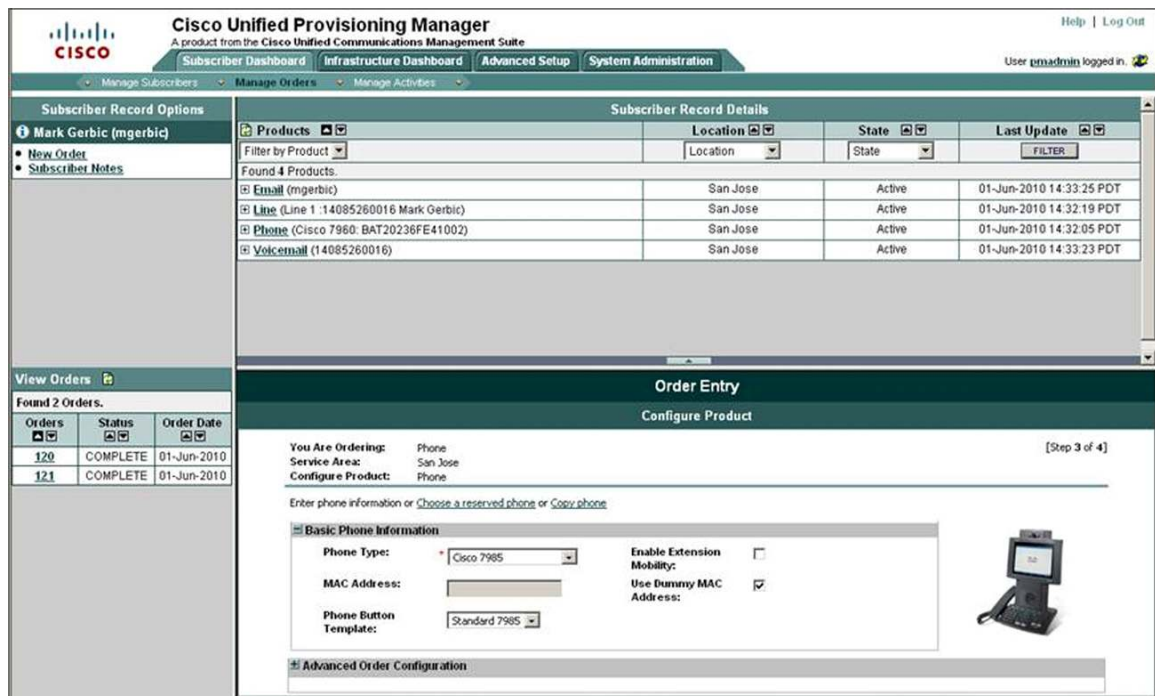 CISCO
Cisco Unified Provisioning Manager
A product from the Cisco Unified Communications Management Suite
Help | Log Out
Subscriber Dashboard Infrastructure Dashboard Advanced Setup System Administration
User pmadmin logged in.
Manage Subscribers Manage Orders Manage Activities
Subscriber Record Options
Mark Gerbic (mgerbic)
• New Order
• Subscriber Notes
Subscriber Record Details
Products Location State Last Update
Filter by Product Location State FILTER
Found 4 Products.
Email (mgerbic) San Jose Active 01-Jun-2010 14:33:25 PDT
Line (Line 1 :14085260016 Mark Gerbic) San Jose Active 01-Jun-2010 14:32:19 PDT
Phone (Cisco 7960: BAT20236FE41002) San Jose Active 01-Jun-2010 14:32:05 PDT
Voicemail (14085260016) San Jose Active 01-Jun-2010 14:33:23 PDT
View Orders
Found 2 Orders.
Orders Status Order Date
120 COMPLETE 01-Jun-2010
121 COMPLETE 01-Jun-2010
Order Entry
Configure Product
You Are Ordering: Phone [Step 3 of 4]
Service Area: San Jose
Configure Product: Phone
Enter phone information or Choose a reserved phone or Copy phone
Basic Phone Information
Phone Type: * Cisco 7985 Enable Extension Mobility:
MAC Address: Use Dummy MAC Address:
Phone Button Template: Standard 7985
Advanced Order Configuration